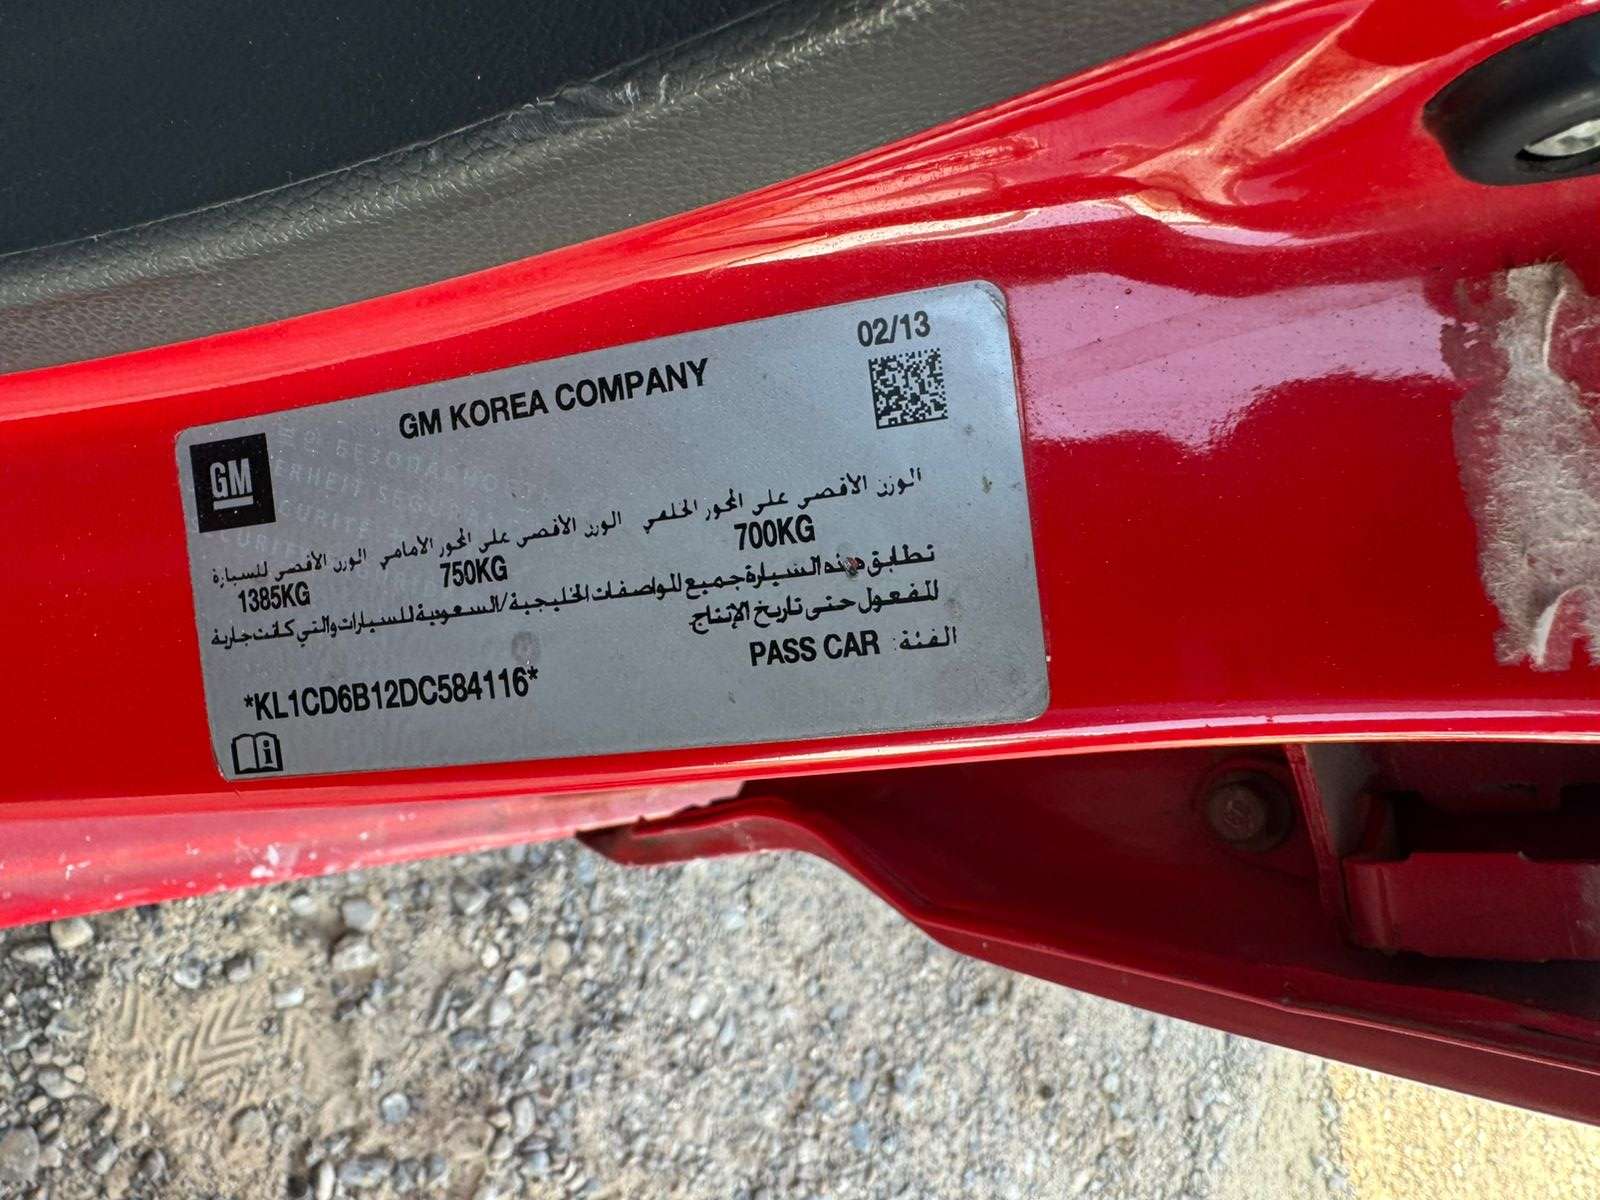 02/13
GM KOREA COMPANY
GM
الوزن الأقصى على المحور الخلفي الوزن الأقصى على المحور الأمامي الوزن الأقصى للسيارة
700KG 750KG 1385KG
تطابق هذه السيارة جميع المواصفات الخليجية/السعودية للسيارات والتي كانت جارية
المفعول حتى تاريخ الإنتاج
الفئة: PASS CAR
*KL1CD6B12DC584116*